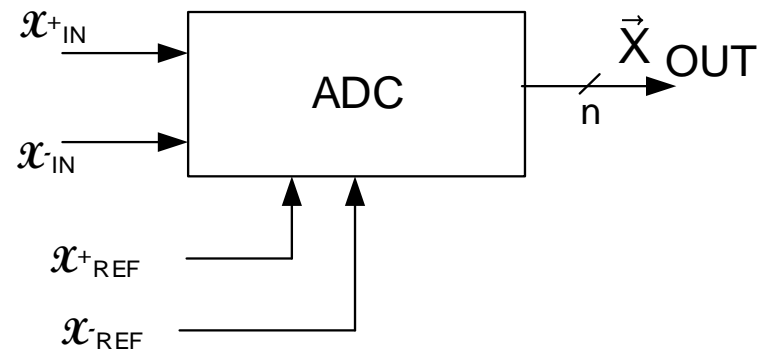 𝓧⁺IN
ADC
X⃗ OUT
n
𝓧⁻IN
𝓧⁺REF
𝓧⁻REF